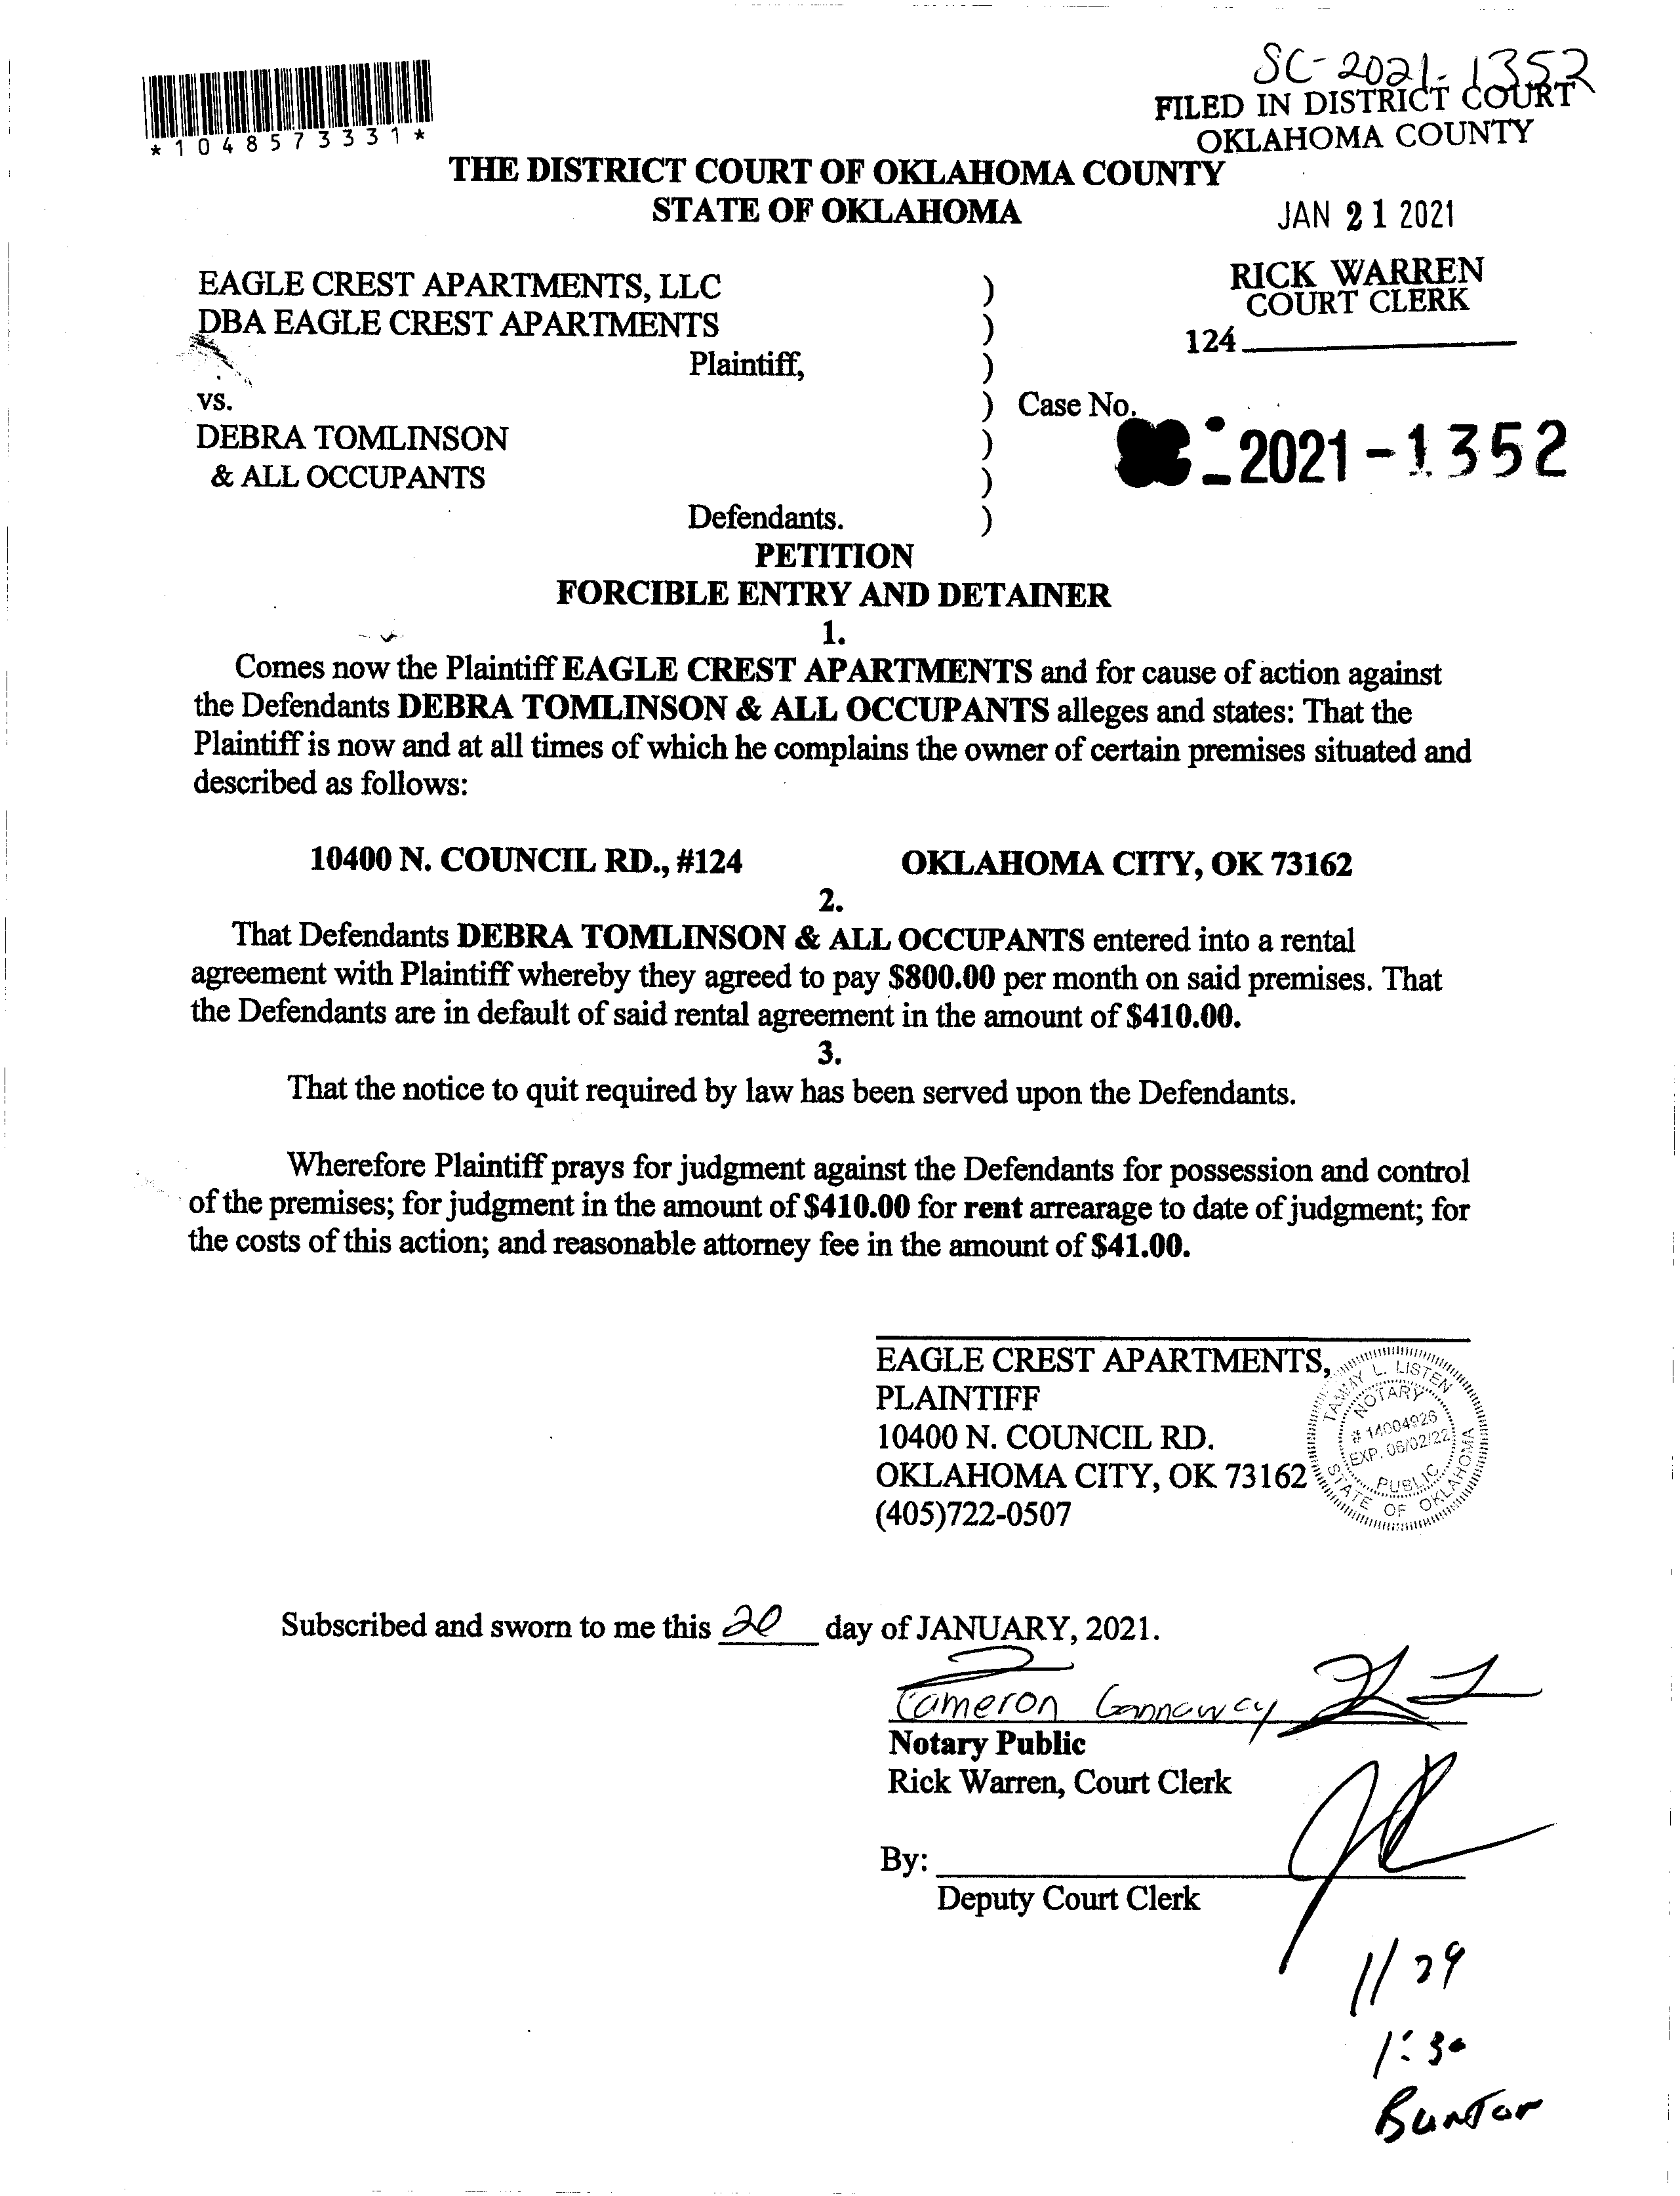 SC-2021-1352
FILED IN DISTRICT COURT
OKLAHOMA COUNTY
*1048573331*
THE DISTRICT COURT OF OKLAHOMA COUNTY
STATE OF OKLAHOMA
JAN 21 2021
RICK WARREN
COURT CLERK
124
EAGLE CREST APARTMENTS, LLC )
DBA EAGLE CREST APARTMENTS )
Plaintiff, )
vs. ) Case No.
- 2021-1352
DEBRA TOMLINSON )
& ALL OCCUPANTS )
Defendants. )
PETITION
FORCIBLE ENTRY AND DETAINER
1.
Comes now the Plaintiff EAGLE CREST APARTMENTS and for cause of action against
the Defendants DEBRA TOMLINSON & ALL OCCUPANTS alleges and states: That the
Plaintiff is now and at all times of which he complains the owner of certain premises situated and
described as follows:
10400 N. COUNCIL RD., #124 OKLAHOMA CITY, OK 73162
2.
That Defendants DEBRA TOMLINSON & ALL OCCUPANTS entered into a rental
agreement with Plaintiff whereby they agreed to pay $800.00 per month on said premises. That
the Defendants are in default of said rental agreement in the amount of $410.00.
3.
That the notice to quit required by law has been served upon the Defendants.
Wherefore Plaintiff prays for judgment against the Defendants for possession and control
of the premises; for judgment in the amount of $410.00 for rent arrearage to date of judgment; for
the costs of this action; and reasonable attorney fee in the amount of $41.00.
EAGLE CREST APARTMENTS,
PLAINTIFF
10400 N. COUNCIL RD.
OKLAHOMA CITY, OK 73162
(405)722-0507
TAMMY L. LISTEN
NOTARY
# 14004926
EXP. 06/02/22
PUBLIC
STATE OF OKLAHOMA
Subscribed and sworn to me this 20 day of JANUARY, 2021.
Cameron Gannaway
Notary Public
Rick Warren, Court Clerk
By:
Deputy Court Clerk
1/29
1:30
Buntor